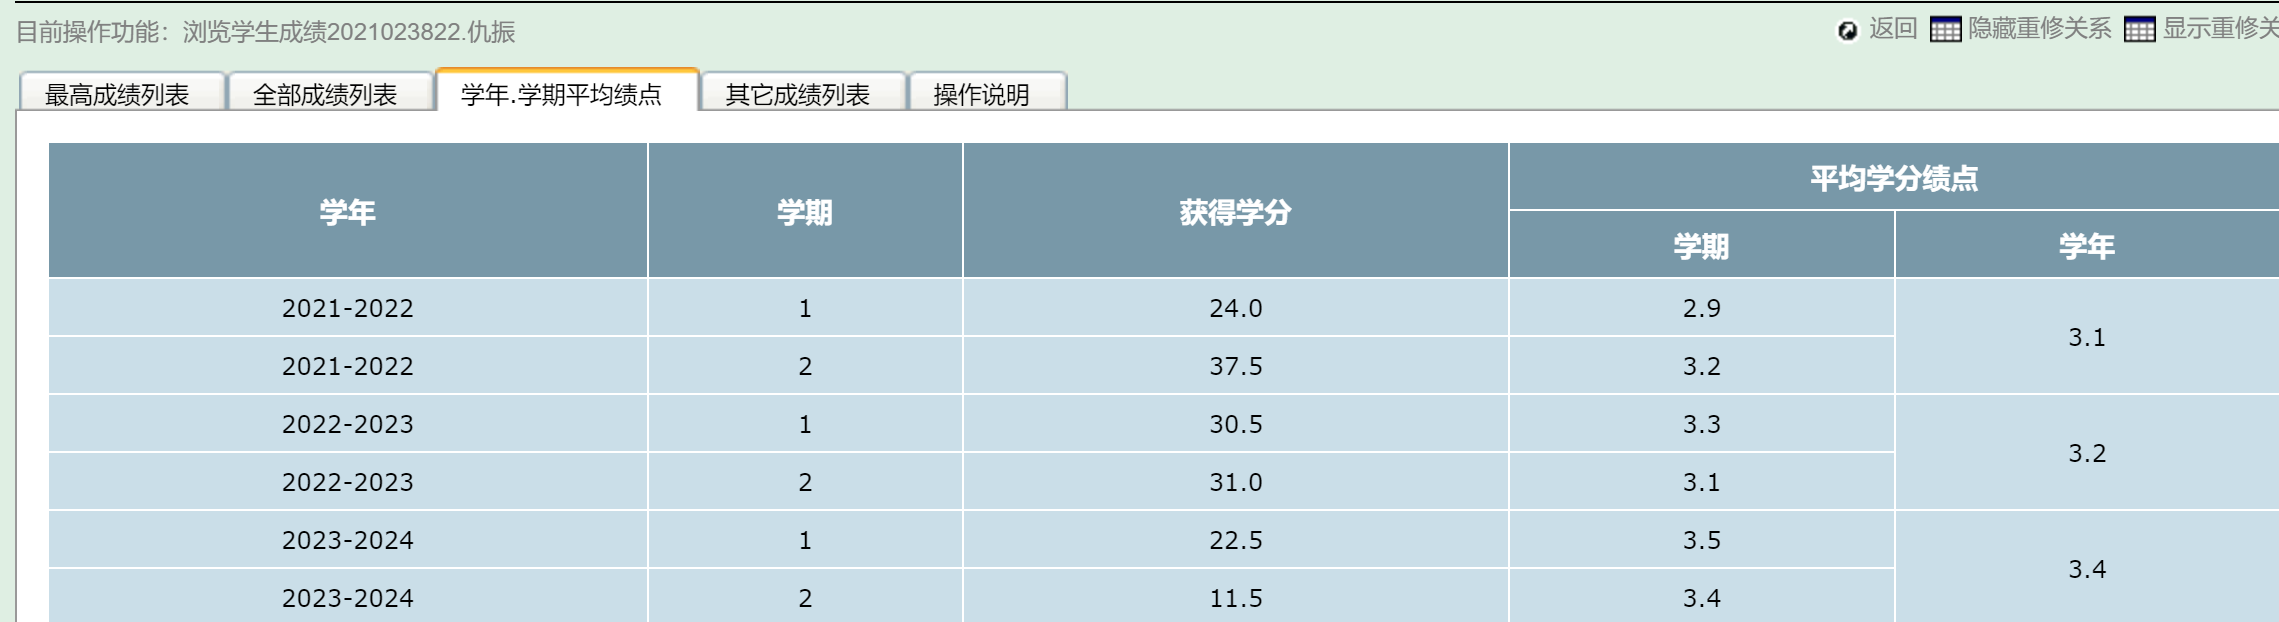 目前操作功能：浏览学生成绩2021023822.仇振
返回 隐藏重修关系 显示重修关
最高成绩列表 全部成绩列表 学年.学期平均绩点 其它成绩列表 操作说明
学年 学期 获得学分 平均学分绩点
学期 学年
2021-2022 1 24.0 2.9 3.1
2021-2022 2 37.5 3.2
2022-2023 1 30.5 3.3 3.2
2022-2023 2 31.0 3.1
2023-2024 1 22.5 3.5 3.4
2023-2024 2 11.5 3.4